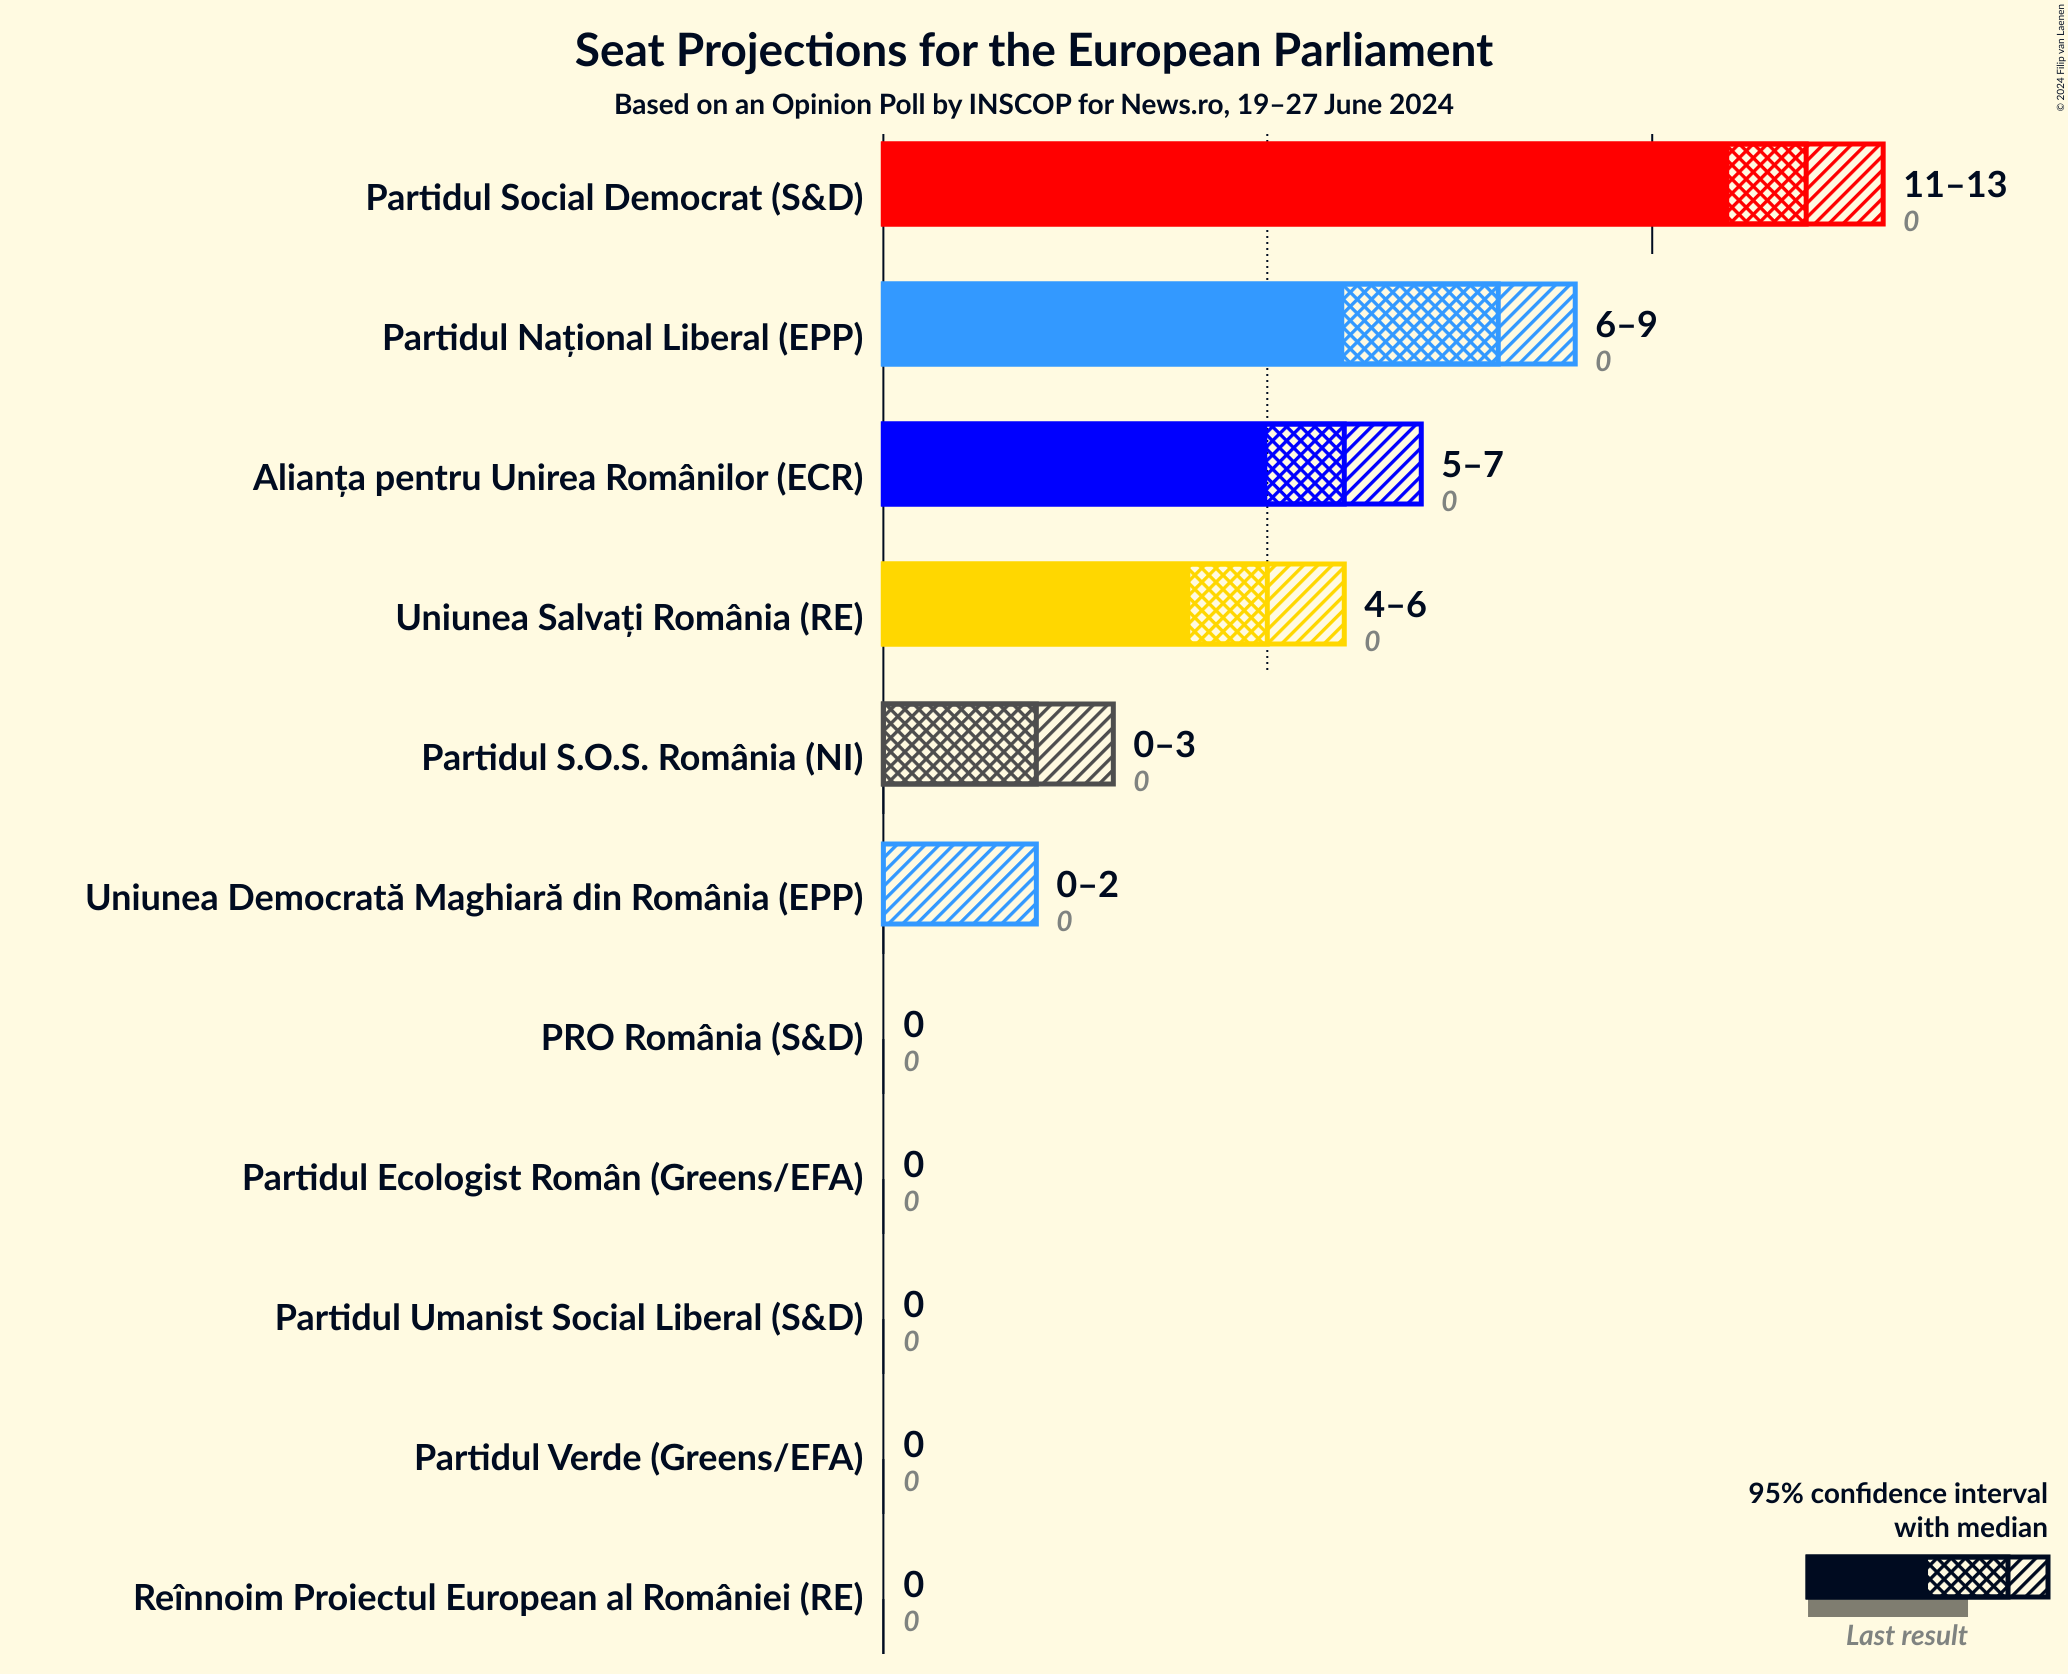 Seat Projections for the European Parliament
Based on an Opinion Poll by INSCOP for News.ro, 19–27 June 2024
© 2024 Filip van Laenen
Partidul Social Democrat (S&D)
11–13
0
Partidul Național Liberal (EPP)
6–9
0
Alianța pentru Unirea Românilor (ECR)
5–7
0
Uniunea Salvați România (RE)
4–6
0
Partidul S.O.S. România (NI)
0–3
0
Uniunea Democrată Maghiară din România (EPP)
0–2
0
PRO România (S&D)
0
0
Partidul Ecologist Român (Greens/EFA)
0
0
Partidul Umanist Social Liberal (S&D)
0
0
Partidul Verde (Greens/EFA)
0
0
Reînnoim Proiectul European al României (RE)
0
0
95% confidence interval
with median
Last result